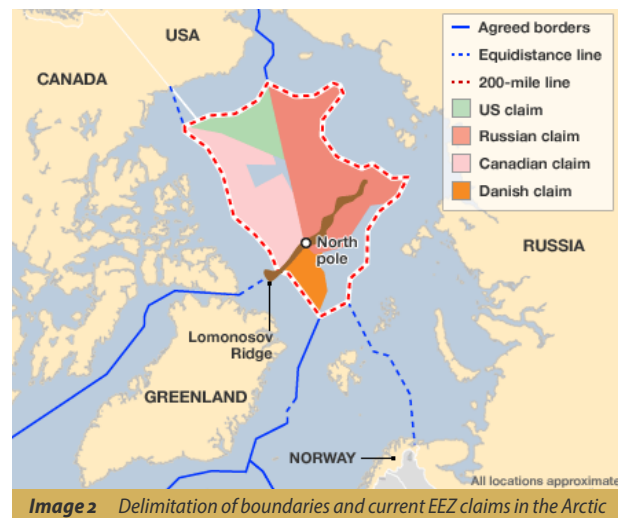 USA
CANADA
Agreed borders
Equidistance line
200-mile line
US claim
Russian claim
Canadian claim
Danish claim
North
pole
RUSSIA
Lomonosov
Ridge
GREENLAND
NORWAY
All locations approximate
Image 2 Delimitation of boundaries and current EEZ claims in the Arctic